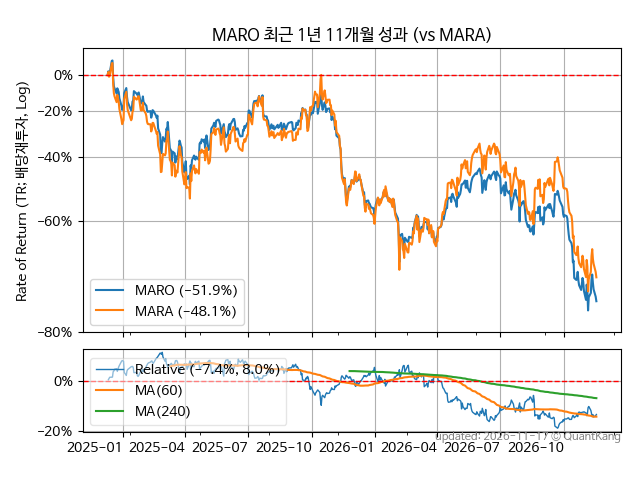 MARO 최근 1년 11개월 성과 (vs MARA)
Rate of Return (TR: 배당재투자, Log)
0%
−20%
−40%
−60%
−80%
MARO (−51.9%)
MARA (−48.1%)
0%
−20%
Relative (−7.4%, 8.0%)
MA(60)
MA(240)
2025−01 2025−04 2025−07 2025−10 2026−01 2026−04 2026−07 2026−10
updated: 2026−11−17 © QuantKang